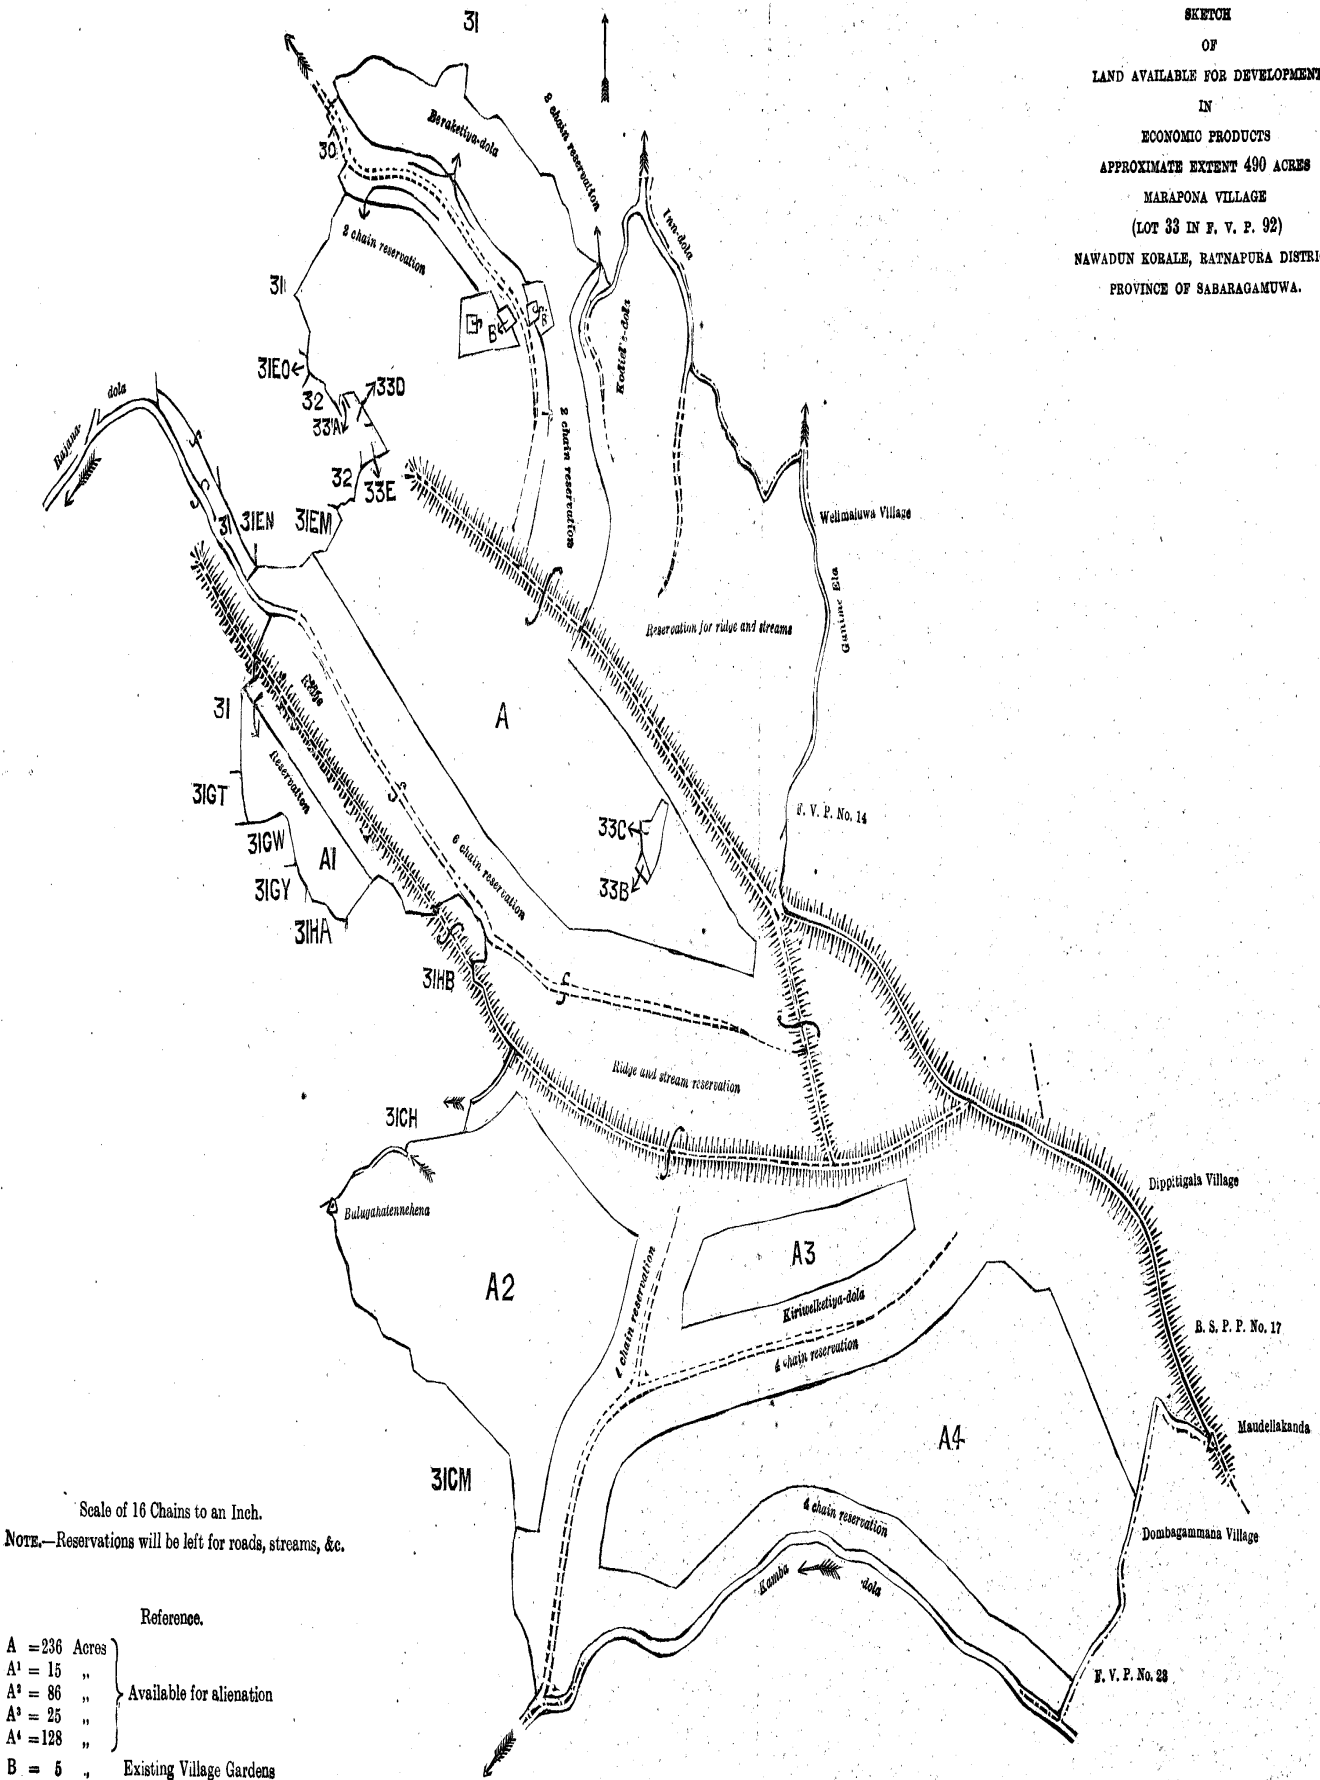 SKETCH
OF
LAND AVAILABLE FOR DEVELOPMENT
IN
ECONOMIC PRODUCTS
APPROXIMATE EXTENT 490 ACRES
MARAPONA VILLAGE
(LOT 33 IN F. V. P. 92)
NAWADUN KORALE, RATNAPURA DISTRI
PROVINCE OF SABARAGAMUWA.
31
30
Beraketiya-dola
2 chain reservation
2 chain reservation
Inn-dola
31
B
B
Kodiel's-dola
31EO
33D
32
33A
2 chain reservation
dola
Rajana-
32
33E
31
31EN
31EM
Welimaluwa Village
Ganime Ela
Reservation for ridge and streams
A
31
Reservation
31GT
F. V. P. No. 14
33C
31GW
A1
6 chain reservation
33B
31GY
31HA
31HB
Ridge and stream reservation
31CH
Dippitigala Village
Bulugahatennehena
A2
A3
4 chain reservation
Kiriwelketiya-dola
4 chain reservation
B. S. P. P. No. 17
A4
Maudellakanda
31CM
4 chain reservation
Dombagammana Village
Scale of 16 Chains to an Inch.
NOTE.—Reservations will be left for roads, streams, &c.
Kamba
dola
F. V. P. No. 28
Reference.
A = 236 Acres
A¹ = 15 „
A² = 86 „
A³ = 25 „
A⁴ = 128 „
Available for alienation
B = 5 „ Existing Village Gardens